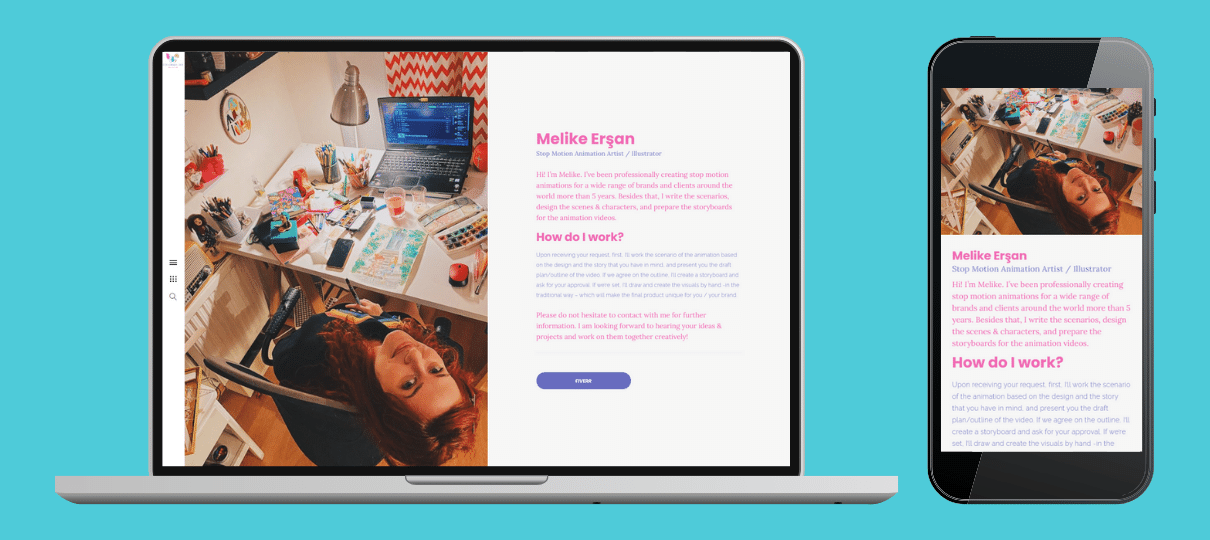 Melike Erşan
Stop Motion Animation Artist / Illustrator
Hi! I'm Melike. I've been professionally creating stop motion
animations for a wide range of brands and clients around the
world more than 5 years. Besides that, I write the scenarios,
design the scenes & characters, and prepare the storyboards
for the animation videos.
How do I work?
Upon receiving your request, first, I'll work the scenario of the animation based
on the design and the story that you have in mind, and present you the draft
plan/outline of the video. If we agree on the outline, I'll create a storyboard and
ask for your approval. If we're set, I'll draw and create the visuals by hand -in the
traditional way - which will make the final product unique for you / your brand.
Please do not hesitate to contact with me for further
information. I am looking forward to hearing your ideas &
projects and work on them together creatively!
FIVERR
Melike Erşan
Stop Motion Animation Artist / Illustrator
Hi! I'm Melike. I've been professionally creating
stop motion animations for a wide range of
brands and clients around the world more than 5
years. Besides that, I write the scenarios, design
the scenes & characters, and prepare the
storyboards for the animation videos.
How do I work?
Upon receiving your request, first, I'll work the scenario
of the animation based on the design and the story
that you have in mind, and present you the draft
plan/outline of the video. If we agree on the outline, I'll
create a storyboard and ask for your approval. If we're
set, I'll draw and create the visuals by hand -in the